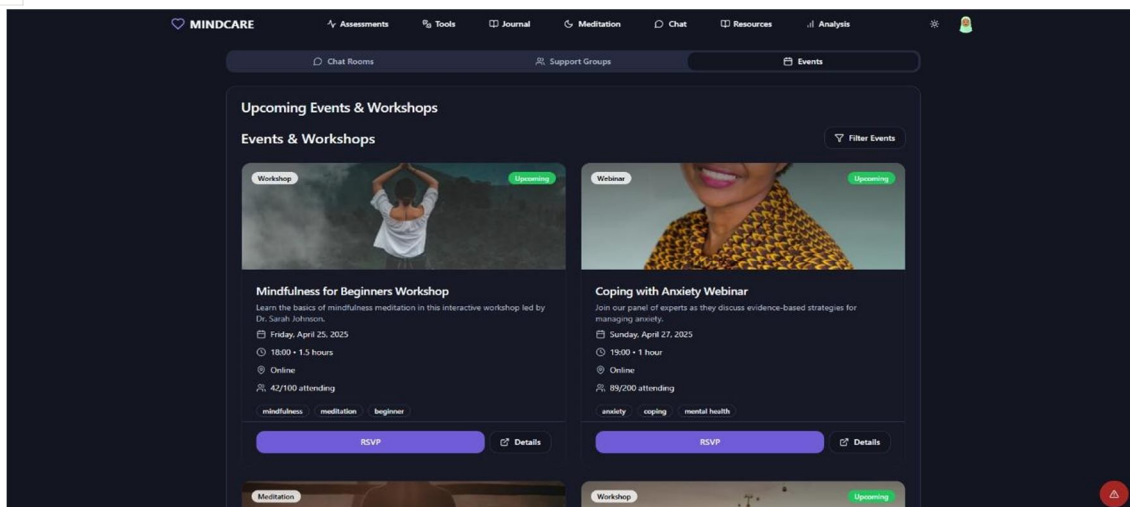 MINDCARE Assessments Tools Journal Meditation Chat Resources Analysis
Chat Rooms Support Groups Events
Upcoming Events & Workshops
Events & Workshops Filter Events
Workshop Upcoming
Mindfulness for Beginners Workshop
Learn the basics of mindfulness meditation in this interactive workshop led by
Dr. Sarah Johnson.
Friday, April 25, 2025
18:00 • 1.5 hours
Online
42/100 attending
mindfulness meditation beginner
RSVP Details
Webinar Upcoming
Coping with Anxiety Webinar
Join our panel of experts as they discuss evidence-based strategies for
managing anxiety.
Sunday, April 27, 2025
19:00 • 1 hour
Online
89/200 attending
anxiety coping mental health
RSVP Details
Meditation
Workshop Upcoming